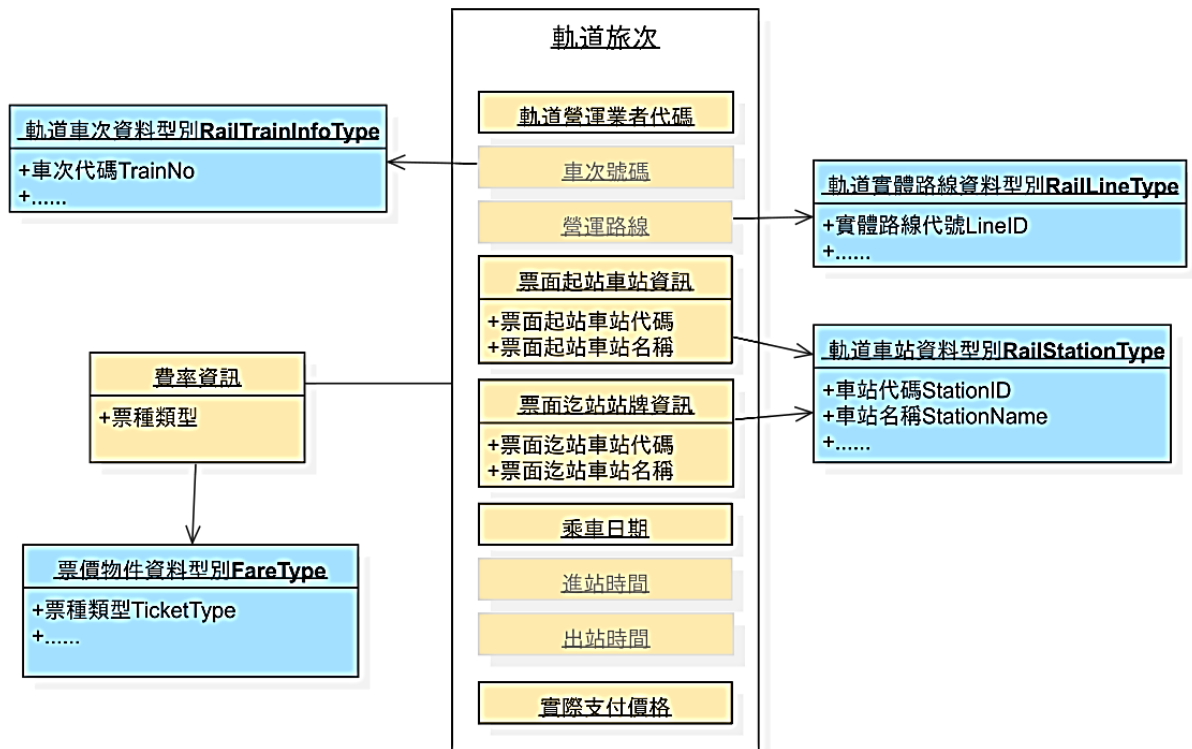 軌道旅次
軌道營運業者代碼
車次號碼
營運路線
票面起站車站資訊
+票面起站車站代碼
+票面起站車站名稱
票面迄站站牌資訊
+票面迄站車站代碼
+票面迄站車站名稱
乘車日期
進站時間
出站時間
實際支付價格
軌道車次資料型別RailTrainInfoType
+車次代碼TrainNo
+......
費率資訊
+票種類型
票價物件資料型別FareType
+票種類型TicketType
+......
軌道實體路線資料型別RailLineType
+實體路線代號LineID
+......
軌道車站資料型別RailStationType
+車站代碼StationID
+車站名稱StationName
+......